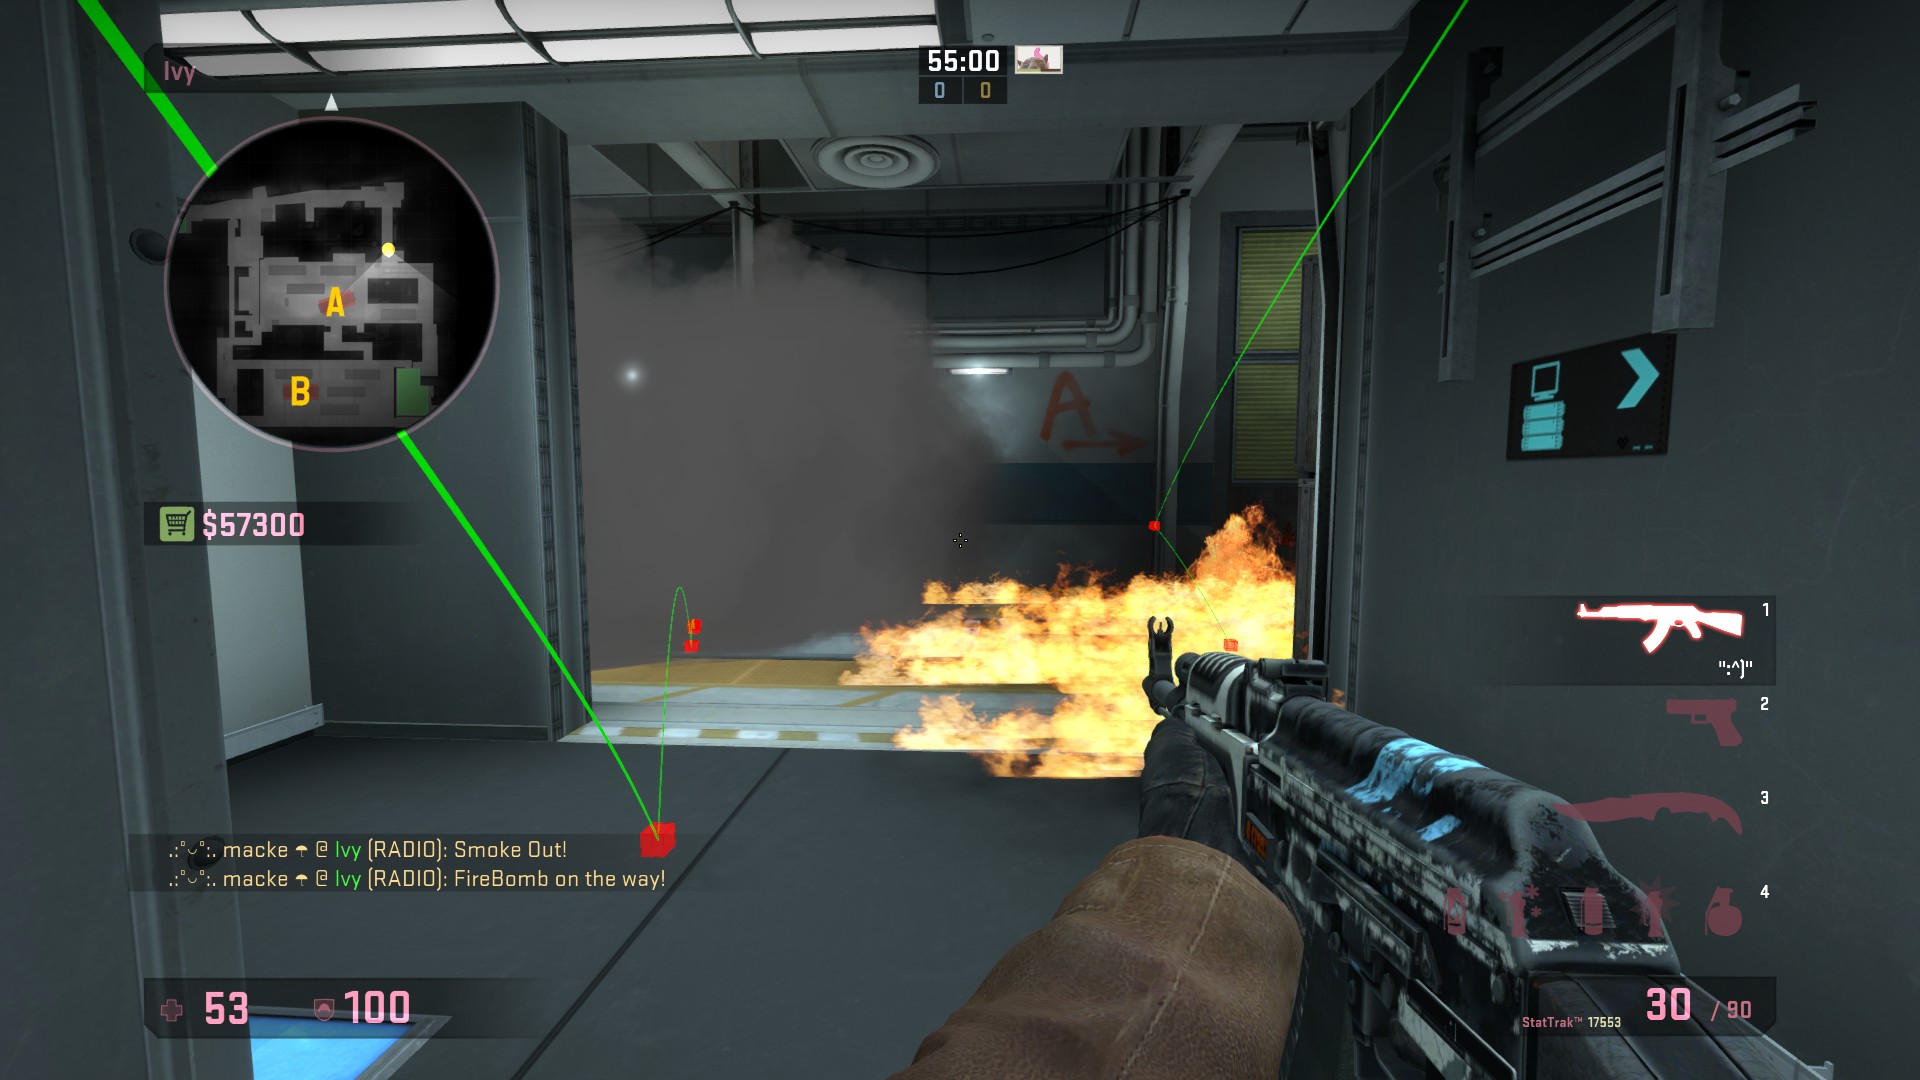 Ivy
55:00
0 0
A
B
A
$57300
1
":^)"
2
3
4
.:˚◡˚:. macke ☂ @ Ivy (RADIO): Smoke Out!
.:˚◡˚:. macke ☂ @ Ivy (RADIO): FireBomb on the way!
53 100
StatTrak™ 17553
30 / 90